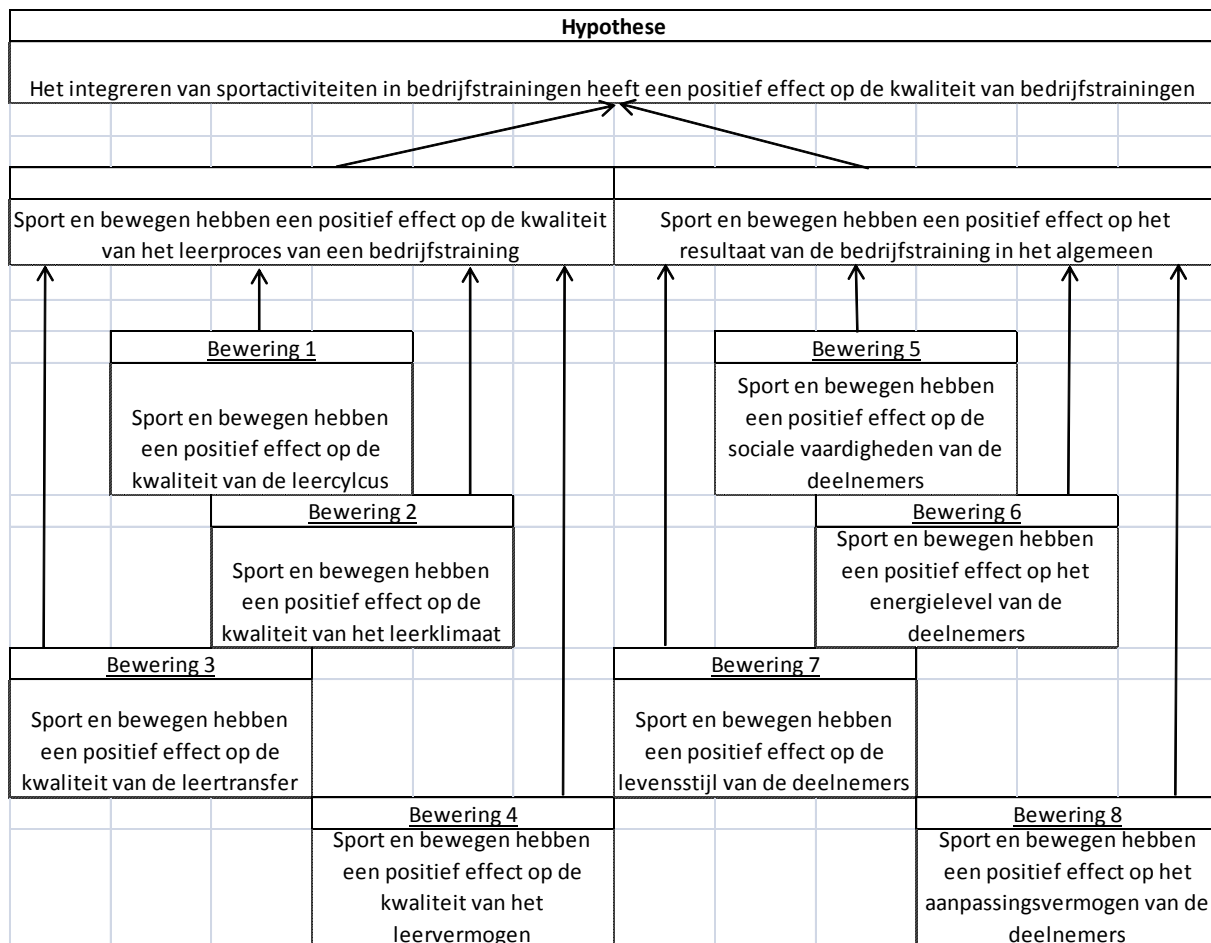 Hypothese
Het integreren van sportactiviteiten in bedrijfstrainingen heeft een positief effect op de kwaliteit van bedrijfstrainingen
Sport en bewegen hebben een positief effect op de kwaliteit
van het leerproces van een bedrijfstraining
Sport en bewegen hebben een positief effect op het
resultaat van de bedrijfstraining in het algemeen
Bewering 1
Sport en bewegen hebben
een positief effect op de
kwaliteit van de leercylcus
Bewering 2
Sport en bewegen hebben
een positief effect op de
kwaliteit van het leerklimaat
Bewering 3
Sport en bewegen hebben
een positief effect op de
kwaliteit van de leertransfer
Bewering 4
Sport en bewegen hebben
een positief effect op de
kwaliteit van het
leervermogen
Bewering 5
Sport en bewegen hebben
een positief effect op de
sociale vaardigheden van de
deelnemers
Bewering 6
Sport en bewegen hebben
een positief effect op het
energielevel van de
deelnemers
Bewering 7
Sport en bewegen hebben
een positief effect op de
levensstijl van de deelnemers
Bewering 8
Sport en bewegen hebben
een positief effect op het
aanpassingsvermogen van de
deelnemers